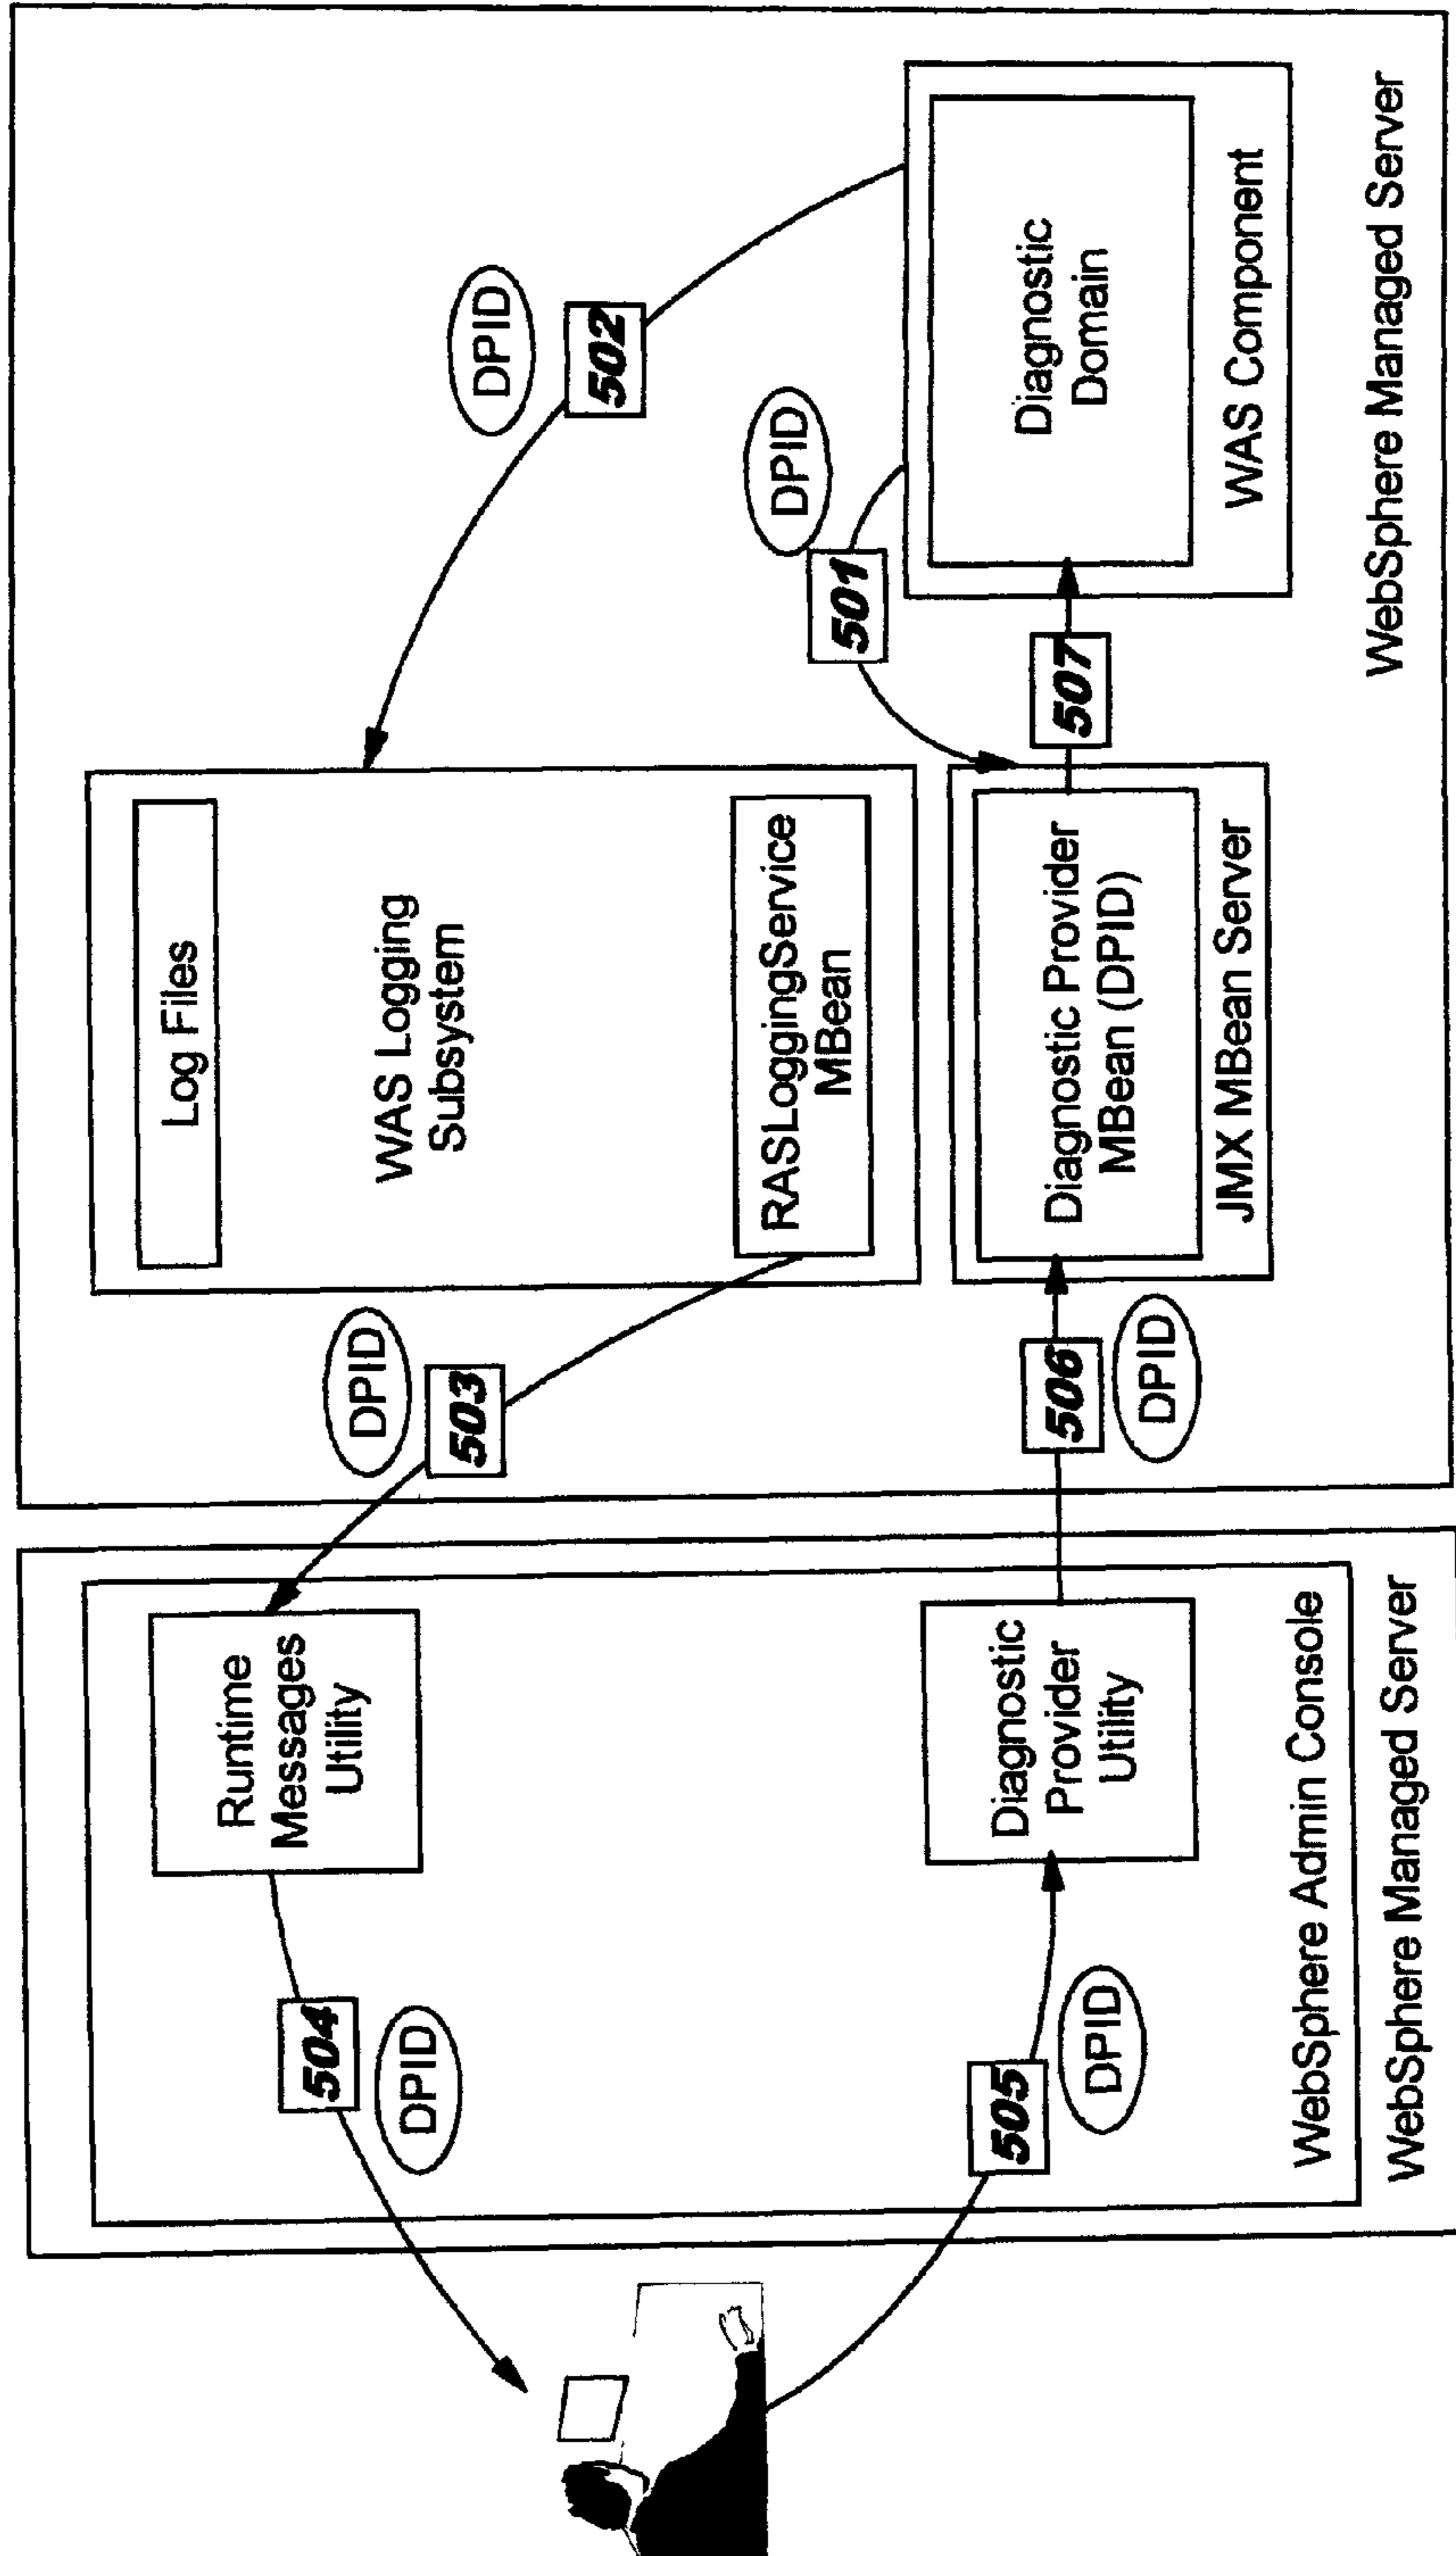 Log Files
WAS Logging
Subsystem
RASLoggingService
MBean
DPID
502
DPID
501
DPID
503
Runtime
Messages
Utility
504
DPID
505
DPID
Diagnostic
Provider
Utility
506
DPID
Diagnostic Provider
MBean (DPID)
JMX MBean Server
507
Diagnostic
Domain
WAS Component
WebSphere Admin Console
WebSphere Managed Server
WebSphere Managed Server